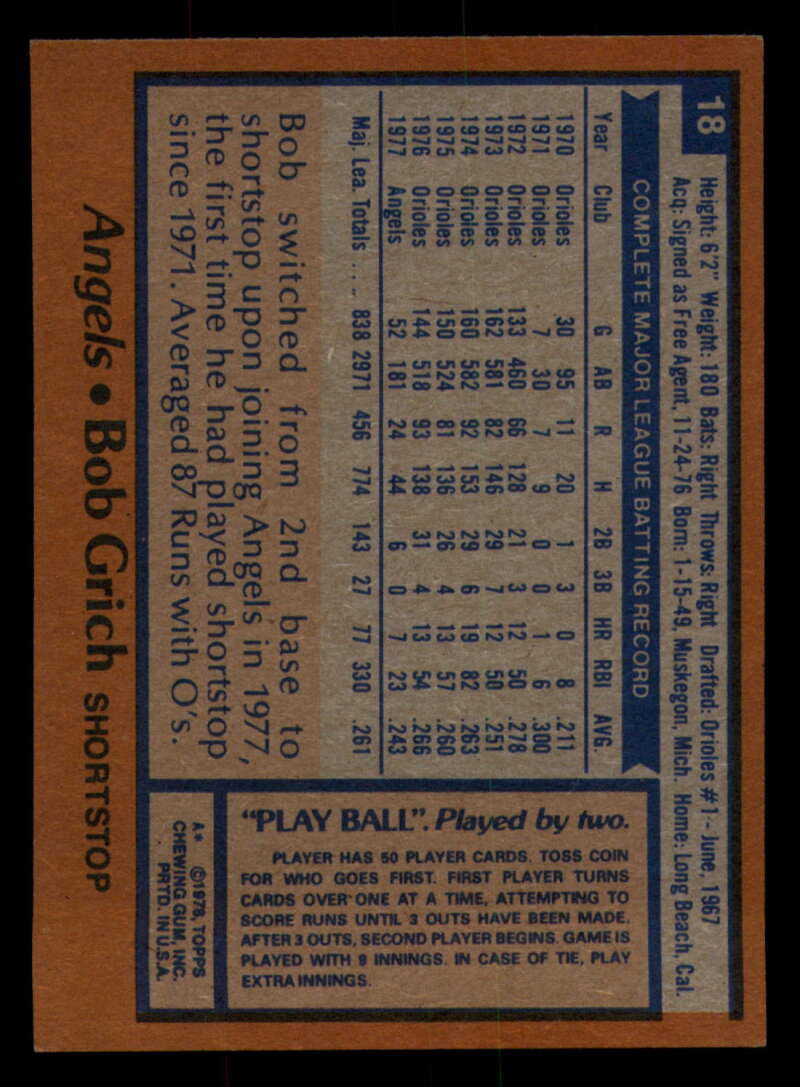 18
Height: 6'2" Weight: 180 Bats: Right Throws: Right Drafted: Orioles #1 - June, 1967
Acq: Signed as Free Agent, 11-24-76 Born: 1-15-49, Muskegon, Mich. Home: Long Beach, Cal.
COMPLETE MAJOR LEAGUE BATTING RECORD
Year Club G AB R H 2B 3B HR RBI AVG.
1970 Orioles 30 95 11 20 1 3 0 8 .211
1971 Orioles 7 30 7 9 0 0 1 6 .300
1972 Orioles 133 460 66 128 21 3 12 50 .278
1973 Orioles 162 581 82 146 29 7 12 50 .251
1974 Orioles 160 582 92 153 29 6 19 82 .263
1975 Orioles 150 524 81 136 26 4 13 57 .260
1976 Orioles 144 518 93 138 31 4 13 54 .266
1977 Angels 52 181 24 44 6 0 7 23 .243
Maj. Lea. Totals .... 838 2971 456 774 143 27 77 330 .261
Bob switched from 2nd base to
shortstop upon joining Angels in 1977,
the first time he had played shortstop
since 1971. Averaged 87 Runs with O's.
Angels • Bob Grich SHORTSTOP
"PLAY BALL". Played by two.
PLAYER HAS 50 PLAYER CARDS. TOSS COIN
FOR WHO GOES FIRST. FIRST PLAYER TURNS
CARDS OVER ONE AT A TIME, ATTEMPTING TO
SCORE RUNS UNTIL 3 OUTS HAVE BEEN MADE.
AFTER 3 OUTS, SECOND PLAYER BEGINS. GAME IS
PLAYED WITH 9 INNINGS. IN CASE OF TIE, PLAY
EXTRA INNINGS.
A* ©1978, TOPPS
CHEWING GUM, INC.
PRTD. IN U.S.A.